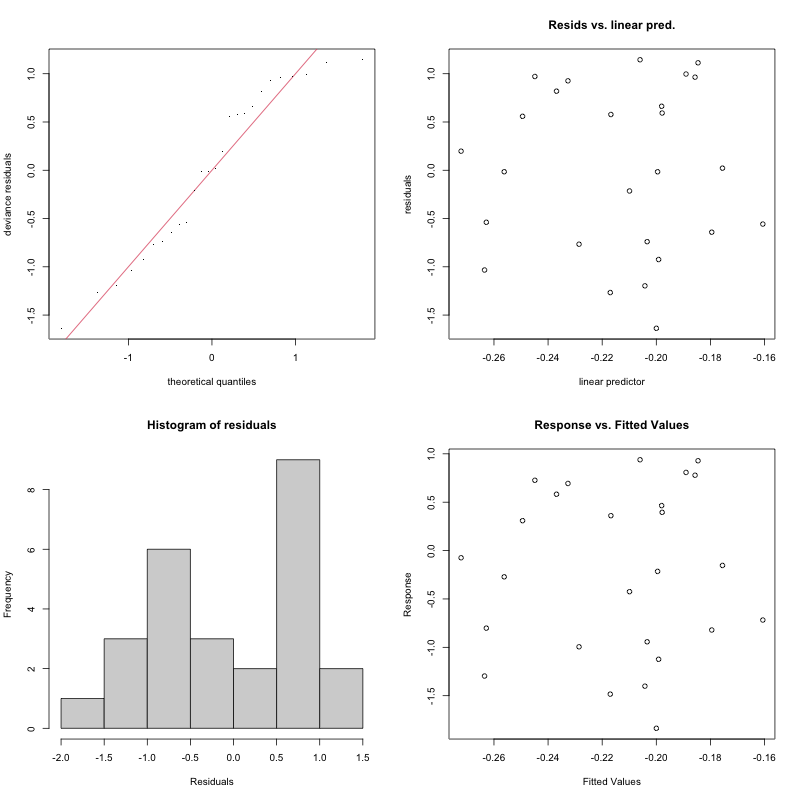 deviance residuals
1.0
0.5
0.0
-0.5
-1.0
-1.5
-1 0 1
theoretical quantiles
Resids vs. linear pred.
residuals
1.0
0.5
0.0
-0.5
-1.0
-1.5
-0.26 -0.24 -0.22 -0.20 -0.18 -0.16
linear predictor
Histogram of residuals
Frequency
8
6
4
2
0
-2.0 -1.5 -1.0 -0.5 0.0 0.5 1.0 1.5
Residuals
Response vs. Fitted Values
Response
1.0
0.5
0.0
-0.5
-1.0
-1.5
-0.26 -0.24 -0.22 -0.20 -0.18 -0.16
Fitted Values